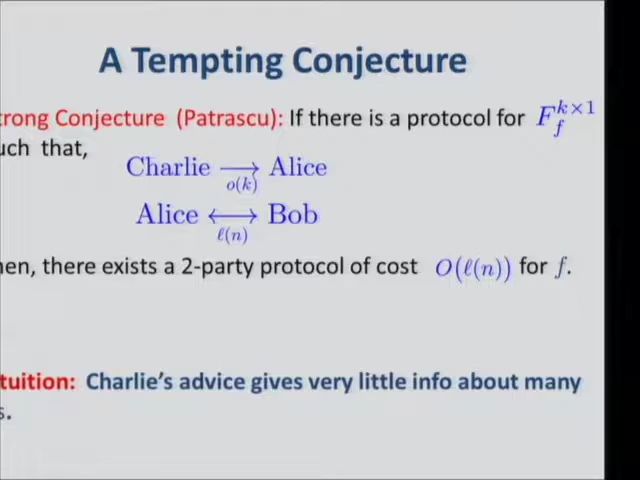 A Tempting Conjecture
trong Conjecture (Patrascu): If there is a protocol for F_f^{k×1}
uch that,
Charlie ⟶ Alice
o(k)
Alice ⟷ Bob
ℓ(n)
en, there exists a 2-party protocol of cost O(ℓ(n)) for f.
tuition: Charlie's advice gives very little info about many
s.